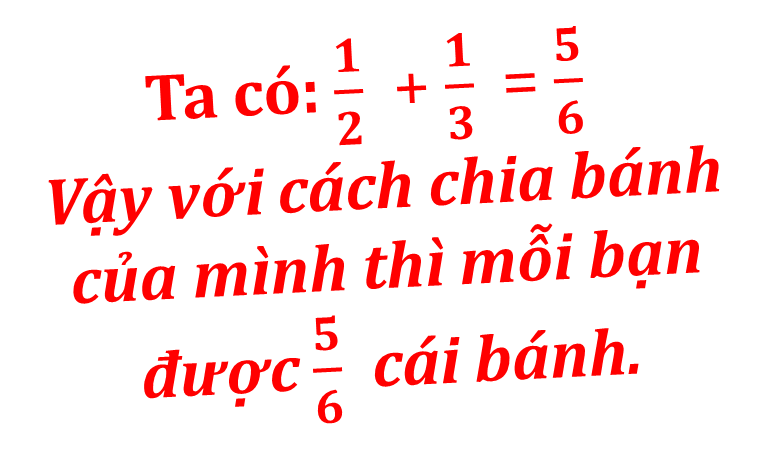 Ta có: 1/2 + 1/3 = 5/6
Vậy với cách chia bánh
của mình thì mỗi bạn
được 5/6 cái bánh.